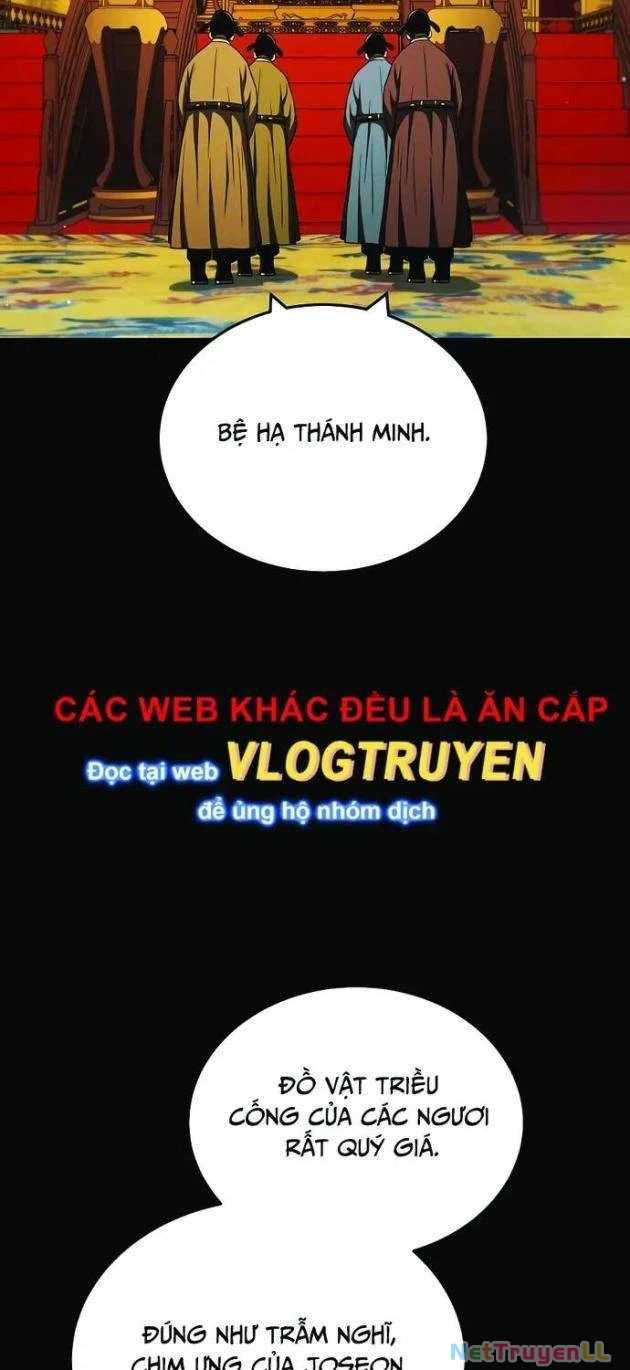 BỆ HẠ THÁNH MINH.
CÁC WEB KHÁC ĐỀU LÀ ĂN CẮP
Đọc tại web VLOGTRUYEN
để ủng hộ nhóm dịch
ĐỒ VẬT TRIỀU
CỐNG CỦA CÁC NGƯƠI
RẤT QUÝ GIÁ.
ĐÚNG NHƯ TRẪM NGHĨ,
CHIM ƯNG CỦA JOSEON
NetTruyenLL